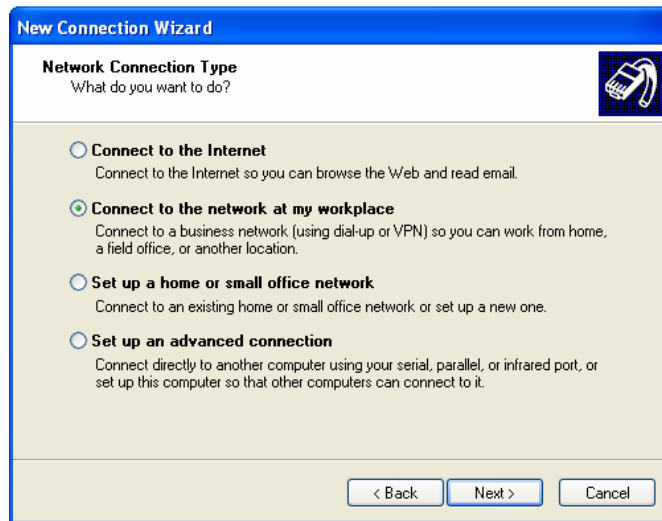 New Connection Wizard
Network Connection Type
What do you want to do?
Connect to the Internet
Connect to the Internet so you can browse the Web and read email.
Connect to the network at my workplace
Connect to a business network (using dial-up or VPN) so you can work from home,
a field office, or another location.
Set up a home or small office network
Connect to an existing home or small office network or set up a new one.
Set up an advanced connection
Connect directly to another computer using your serial, parallel, or infrared port, or
set up this computer so that other computers can connect to it.
< Back Next > Cancel